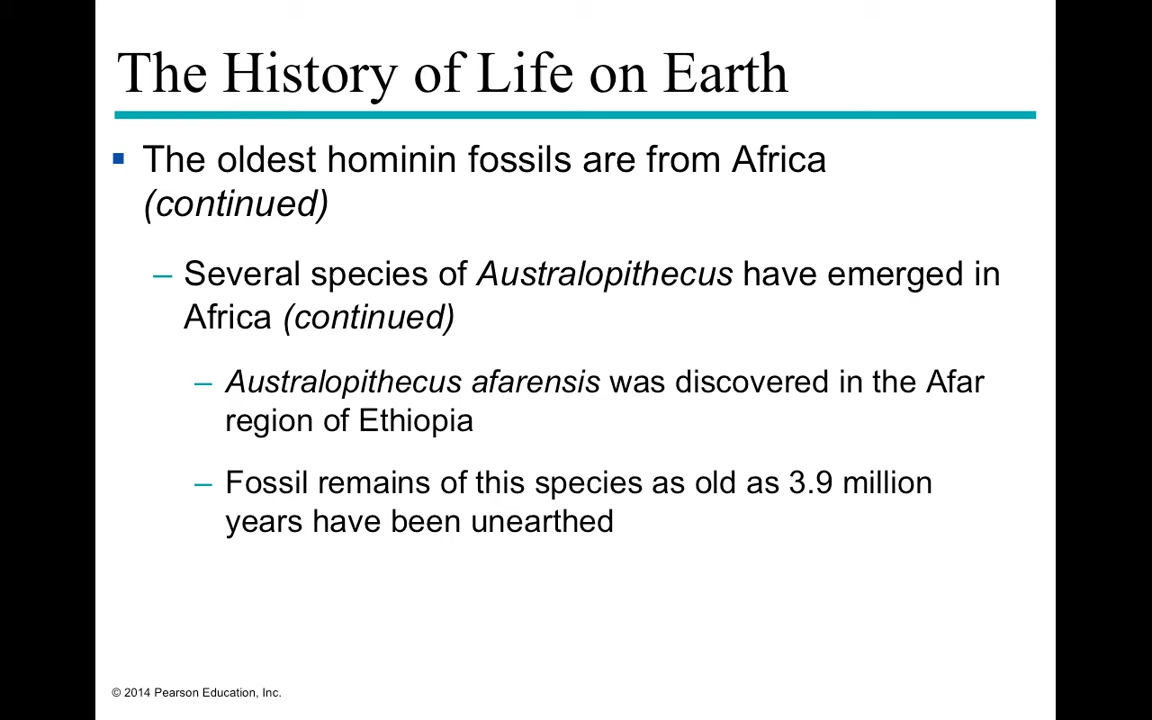 The History of Life on Earth
▪ The oldest hominin fossils are from Africa
(continued)
– Several species of Australopithecus have emerged in
Africa (continued)
– Australopithecus afarensis was discovered in the Afar
region of Ethiopia
– Fossil remains of this species as old as 3.9 million
years have been unearthed
© 2014 Pearson Education, Inc.